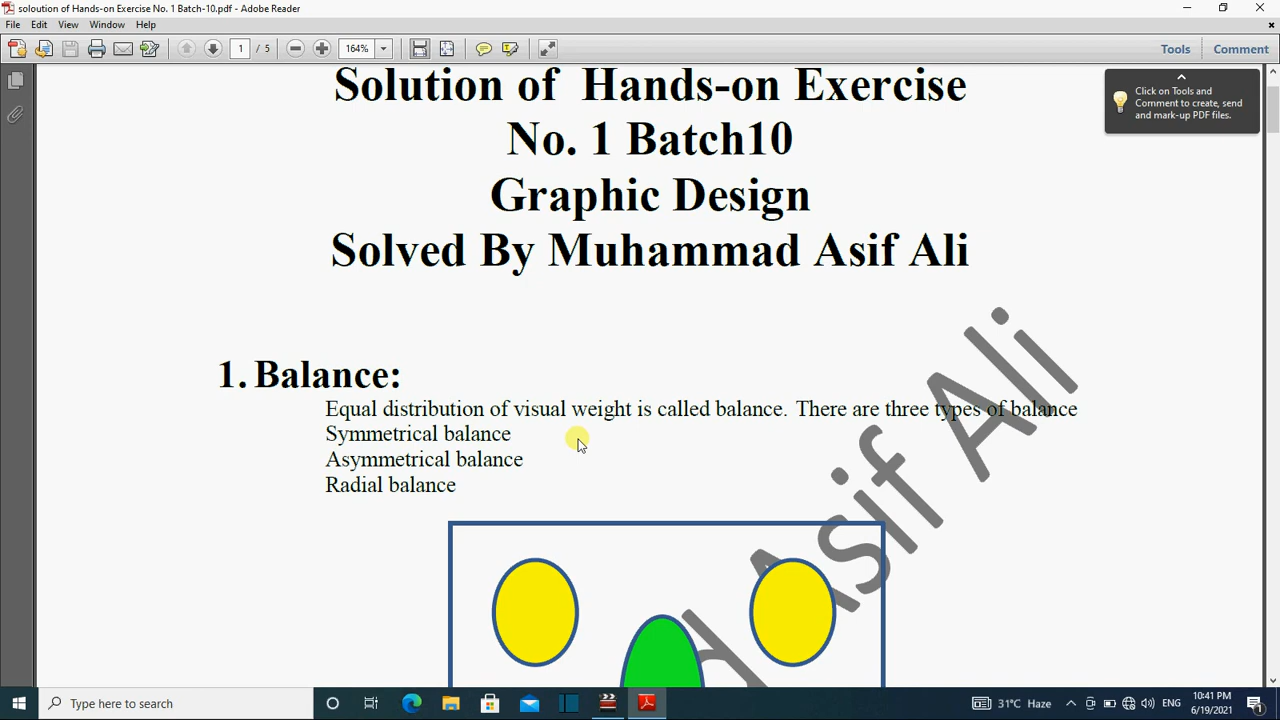 soloution of Hands-on Exercise No. 1 Batch-10.pdf - Adobe Reader
File Edit View Window Help
1 / 5 164% Tools Comment
Click on Tools and
Comment to create, send
and mark-up PDF files.
Solution of Hands-on Exercise
No. 1 Batch10
Graphic Design
Solved By Muhammad Asif Ali
1. Balance:
Equal distribution of visual weight is called balance. There are three types of balance
Symmetrical balance
Asymmetrical balance
Radial balance
d Asif Ali
Type here to search
31°C Haze
ENG
10:41 PM
6/19/2021
1